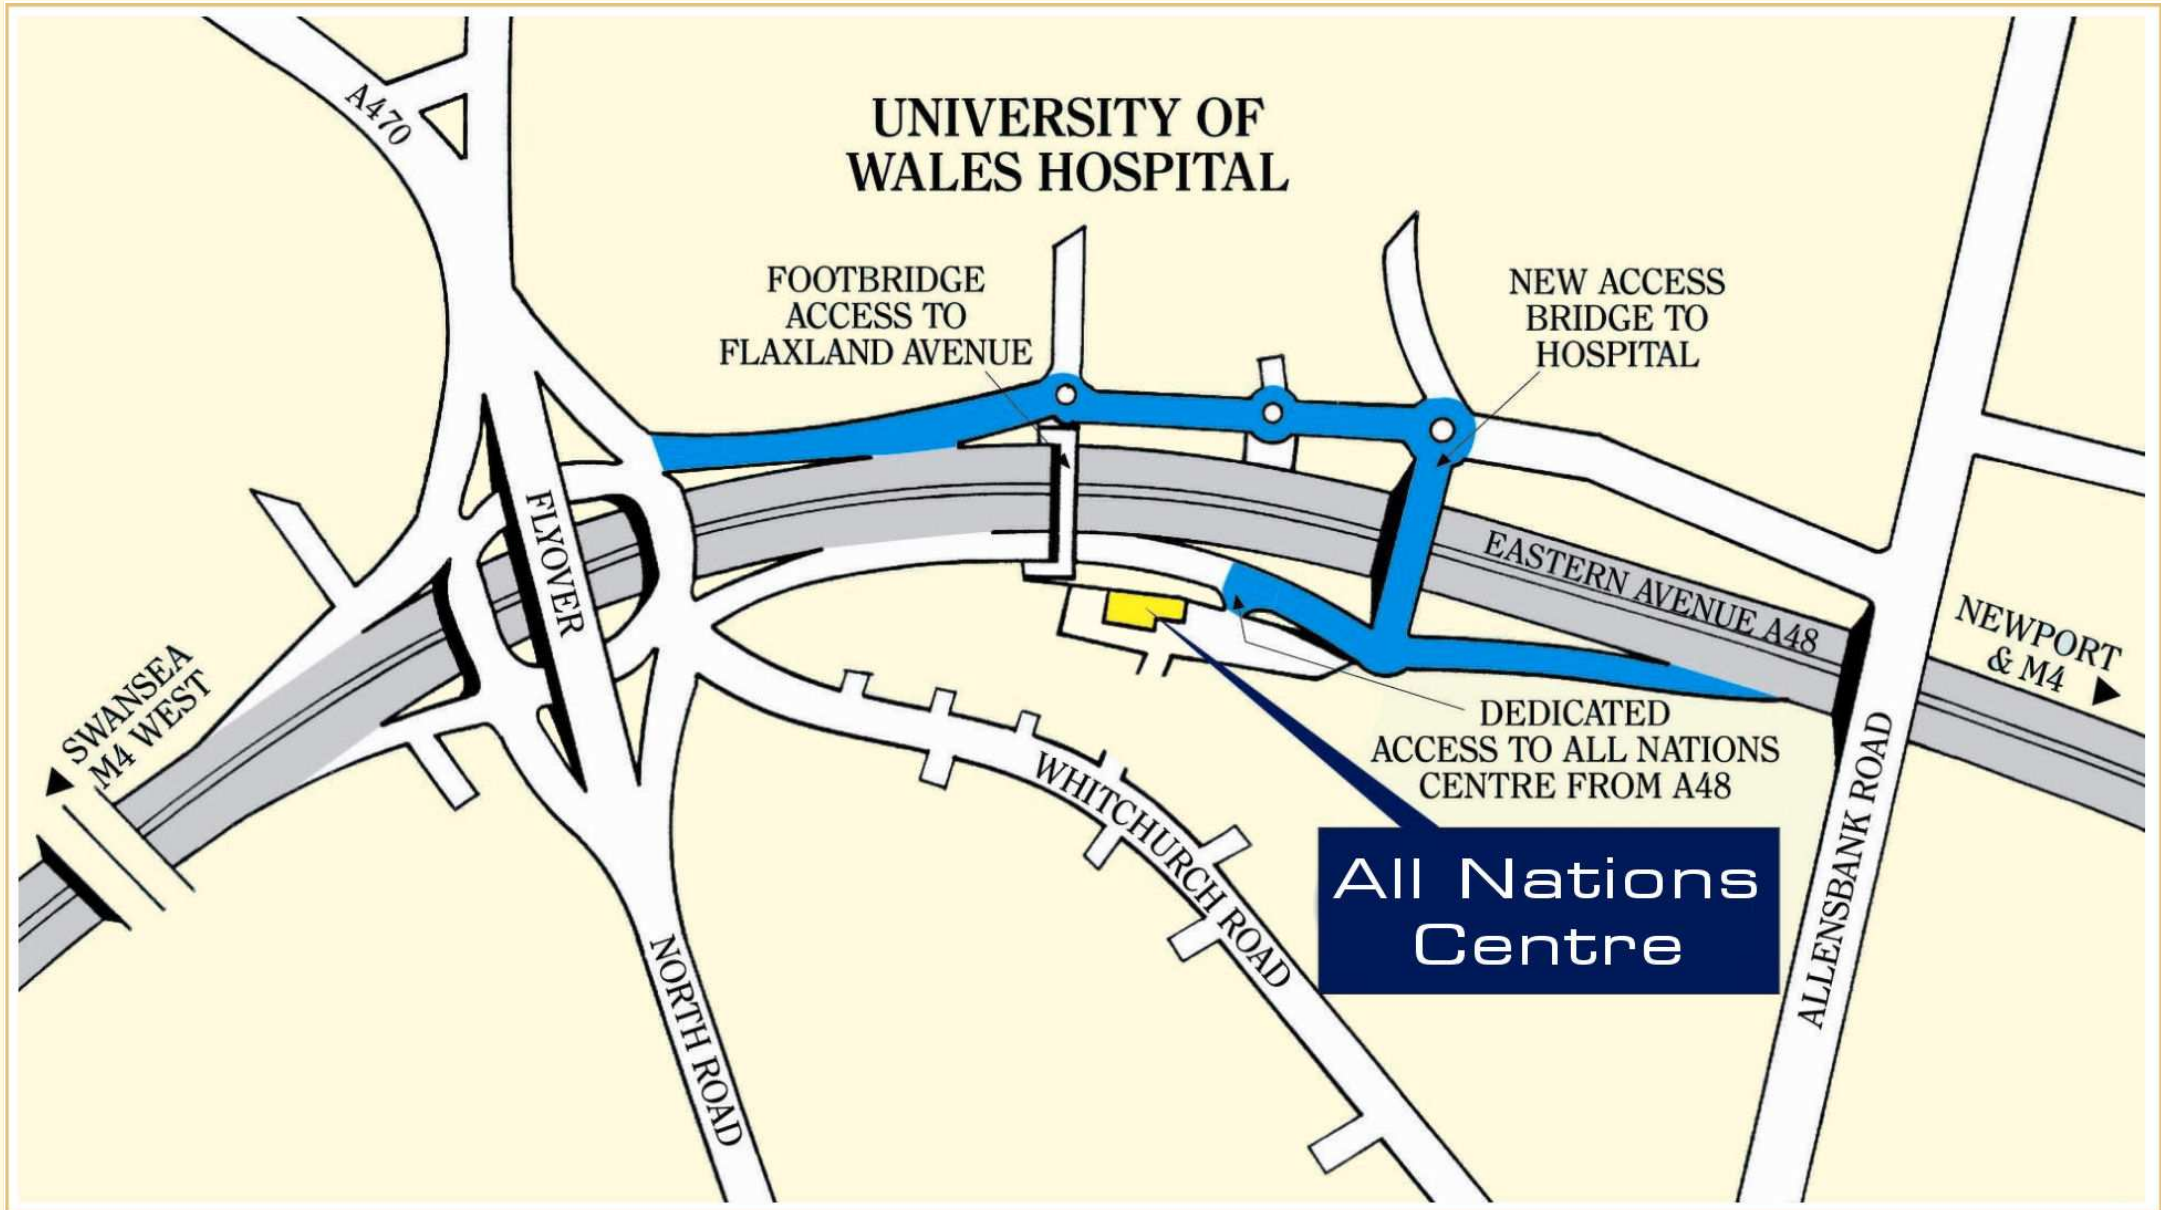 A470
UNIVERSITY OF
WALES HOSPITAL
FOOTBRIDGE
ACCESS TO
FLAXLAND AVENUE
NEW ACCESS
BRIDGE TO
HOSPITAL
FLYOVER
EASTERN AVENUE A48
NEWPORT
& M4
SWANSEA
M4 WEST
DEDICATED
ACCESS TO ALL NATIONS
CENTRE FROM A48
WHITCHURCH ROAD
All Nations
Centre
ALLENSBANK ROAD
NORTH ROAD